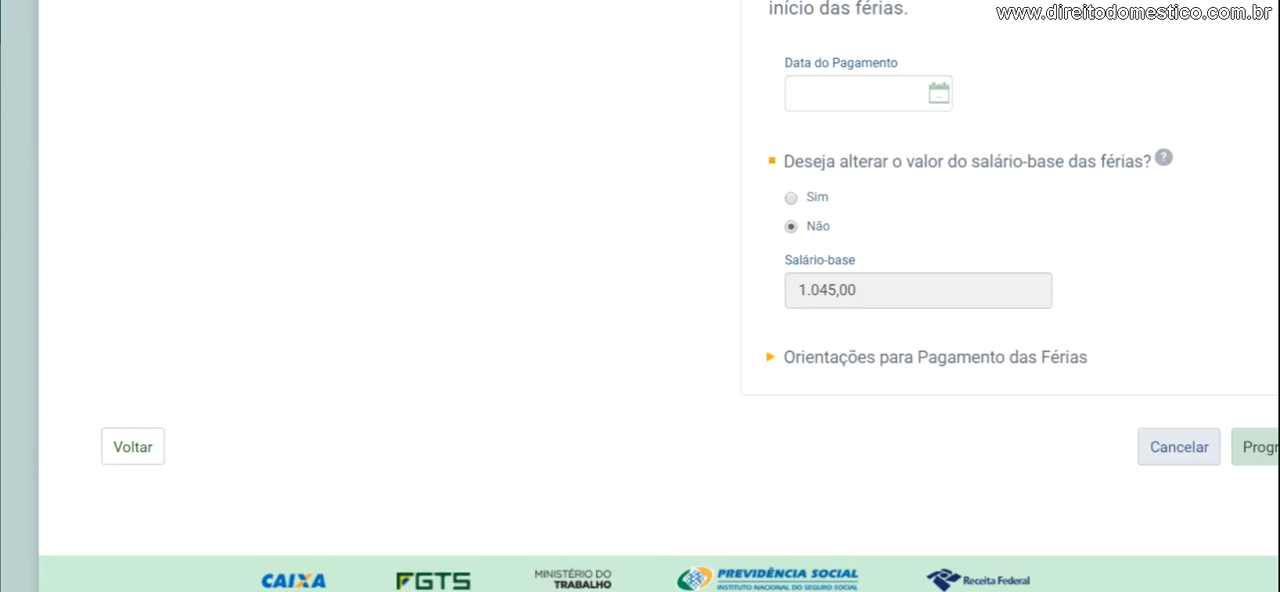 início das férias.
www.direitodomestico.com.br
Data do Pagamento
Deseja alterar o valor do salário-base das férias? ?
Sim
Não
Salário-base
1.045,00
Orientações para Pagamento das Férias
Voltar
Cancelar
Progr
CAIXA
FGTS
MINISTÉRIO DO
TRABALHO
PREVIDÊNCIA SOCIAL
INSTITUTO NACIONAL DO SEGURO SOCIAL
Receita Federal